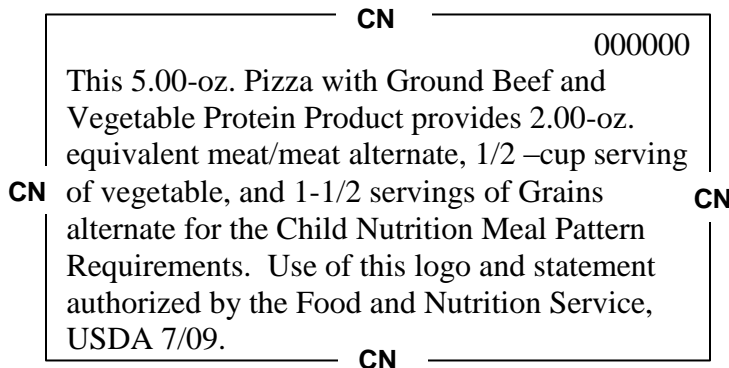 CN
000000
This 5.00-oz. Pizza with Ground Beef and
Vegetable Protein Product provides 2.00-oz.
equivalent meat/meat alternate, 1/2 –cup serving
CN of vegetable, and 1-1/2 servings of Grains CN
alternate for the Child Nutrition Meal Pattern
Requirements. Use of this logo and statement
authorized by the Food and Nutrition Service,
USDA 7/09.
CN